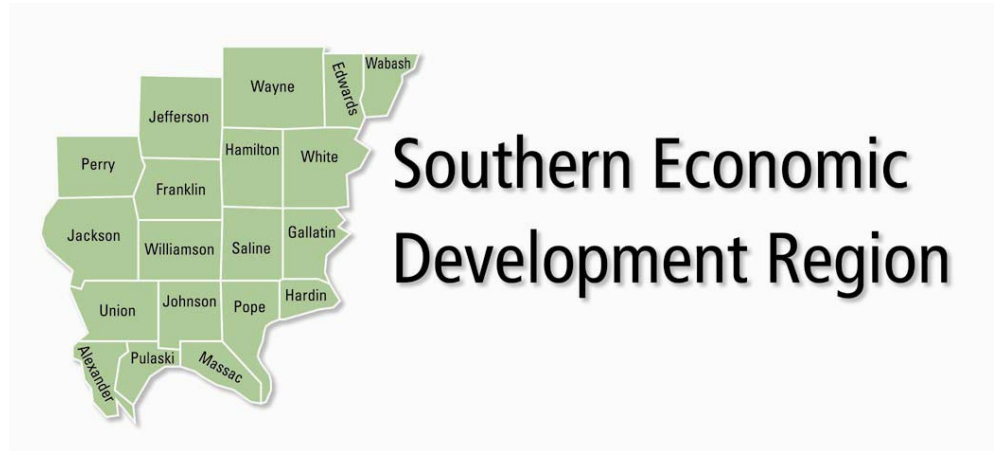 Wabash
Edwards
Wayne
Jefferson
Hamilton
White
Perry
Franklin
Jackson
Williamson
Saline
Gallatin
Union
Johnson
Pope
Hardin
Alexander
Pulaski
Massac
Southern Economic
Development Region